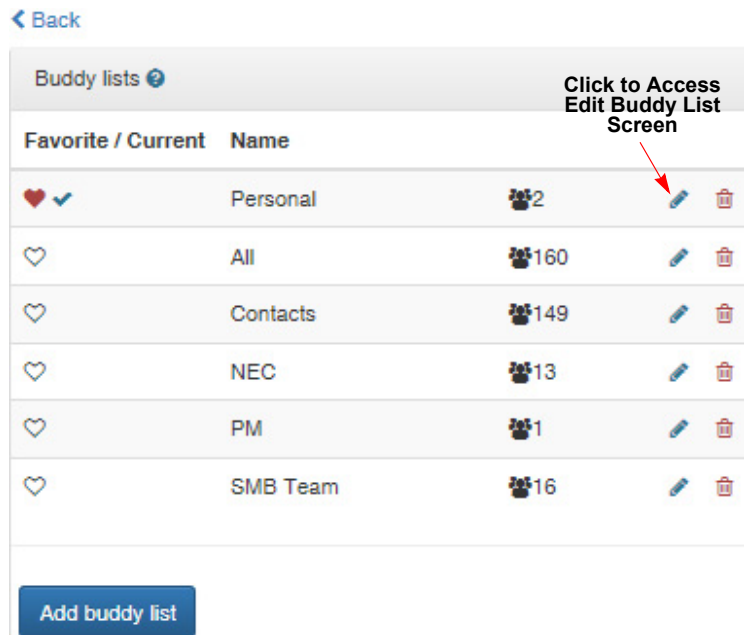 Back
Buddy lists
Click to Access
Edit Buddy List
Screen
Favorite / Current Name
Personal 2
All 160
Contacts 149
NEC 13
PM 1
SMB Team 16
Add buddy list